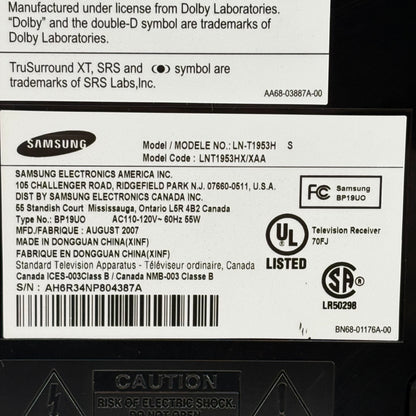 Manufactured under license from Dolby Laboratories.
"Dolby" and the double-D symbol are trademarks of
Dolby Laboratories.
AA68-03887A-00
TruSurround XT, SRS and symbol are
trademarks of SRS Labs,Inc.
SAMSUNG
Model / MODELE NO.: LN-T1953H S
Model Code : LNT1953HX/XAA
SAMSUNG ELECTRONICS AMERICA INC.
105 CHALLENGER ROAD, RIDGEFIELD PARK N.J. 07660-0511, U.S.A.
DIST BY SAMSUNG ELECTRONICS CANADA INC.
55 Standish Court Mississauga, Ontario L5R 4B2 Canada
Type No.: BP19UO AC110-120V~ 60Hz 55W
MFD./FABRIQUE : AUGUST 2007
MADE IN DONGGUAN CHINA(XINF)
FABRIQUE EN DONGGUAN CHINA(XINF)
Standard Television Apparatus - Téléviseur ordinaire, Canada
Canada ICES-003Class B / Canada NMB-003 Classe B
S/N : AH6R34NP804387A
FC Samsung
BP19UO
UL
LISTED
Television Receiver
70FJ
SA
LR50298
BN68-01176A-00
CAUTION
RISK OF ELECTRIC SHOCK
DO NOT OPEN